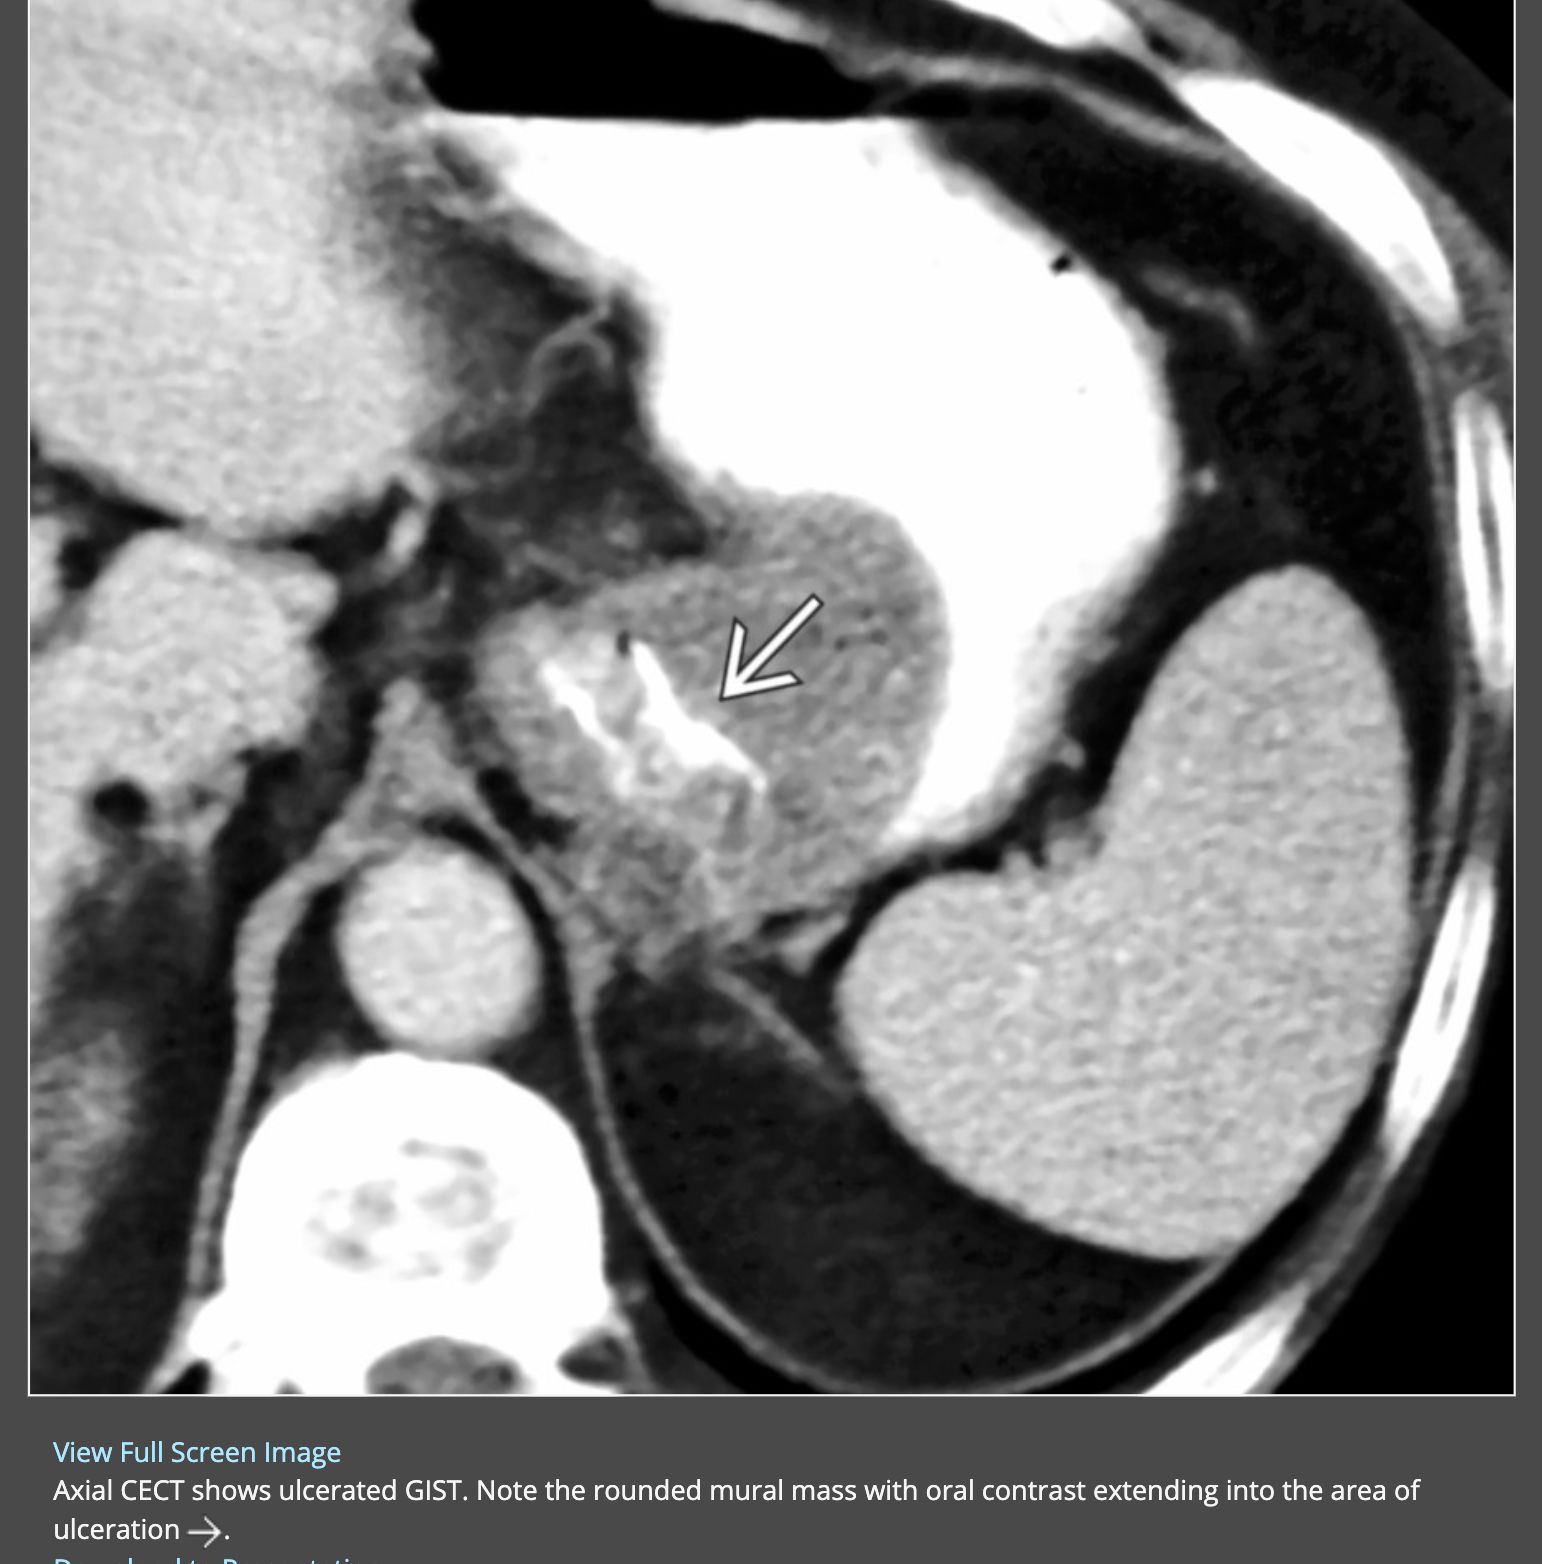 View Full Screen Image
Axial CECT shows ulcerated GIST. Note the rounded mural mass with oral contrast extending into the area of
ulceration →.